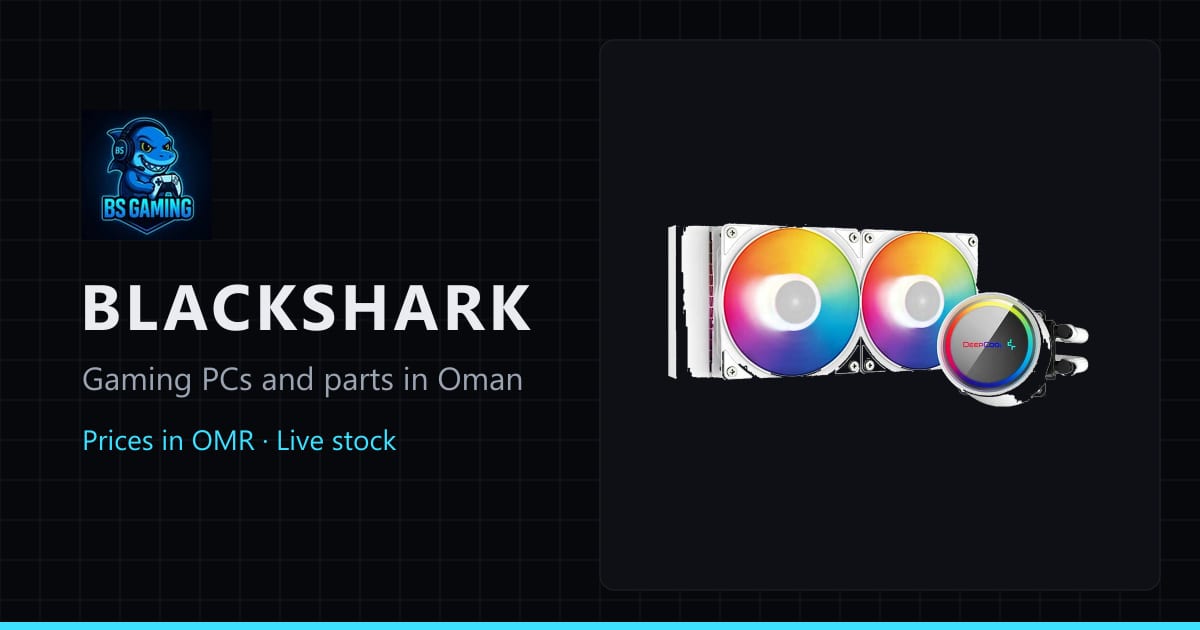 BS
BS GAMING
BLACKSHARK
Gaming PCs and parts in Oman
Prices in OMR · Live stock
DEEPCOOL